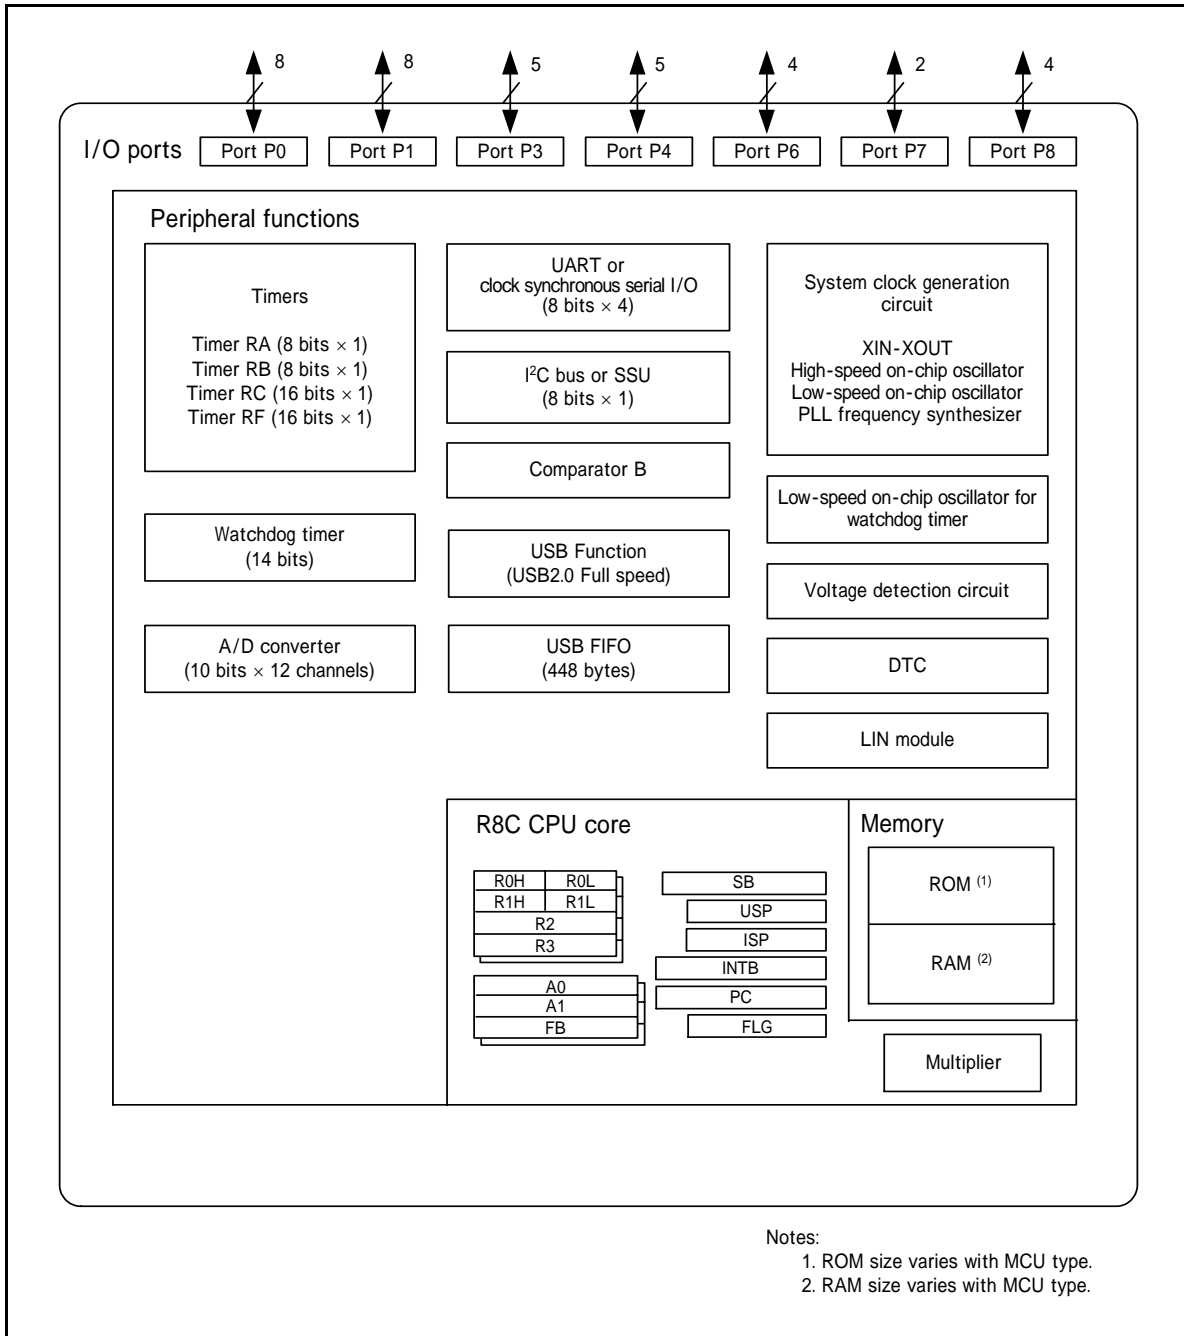 8 8 5 5 4 2 4
I/O ports Port P0 Port P1 Port P3 Port P4 Port P6 Port P7 Port P8
Peripheral functions
Timers
Timer RA (8 bits × 1)
Timer RB (8 bits × 1)
Timer RC (16 bits × 1)
Timer RF (16 bits × 1)
Watchdog timer
(14 bits)
A/D converter
(10 bits × 12 channels)
UART or
clock synchronous serial I/O
(8 bits × 4)
I²C bus or SSU
(8 bits × 1)
Comparator B
USB Function
(USB2.0 Full speed)
USB FIFO
(448 bytes)
System clock generation
circuit
XIN-XOUT
High-speed on-chip oscillator
Low-speed on-chip oscillator
PLL frequency synthesizer
Low-speed on-chip oscillator for
watchdog timer
Voltage detection circuit
DTC
LIN module
R8C CPU core
R0H R0L
R1H R1L
R2
R3
A0
A1
FB
SB
USP
ISP
INTB
PC
FLG
Memory
ROM (1)
RAM (2)
Multiplier
Notes:
1. ROM size varies with MCU type.
2. RAM size varies with MCU type.